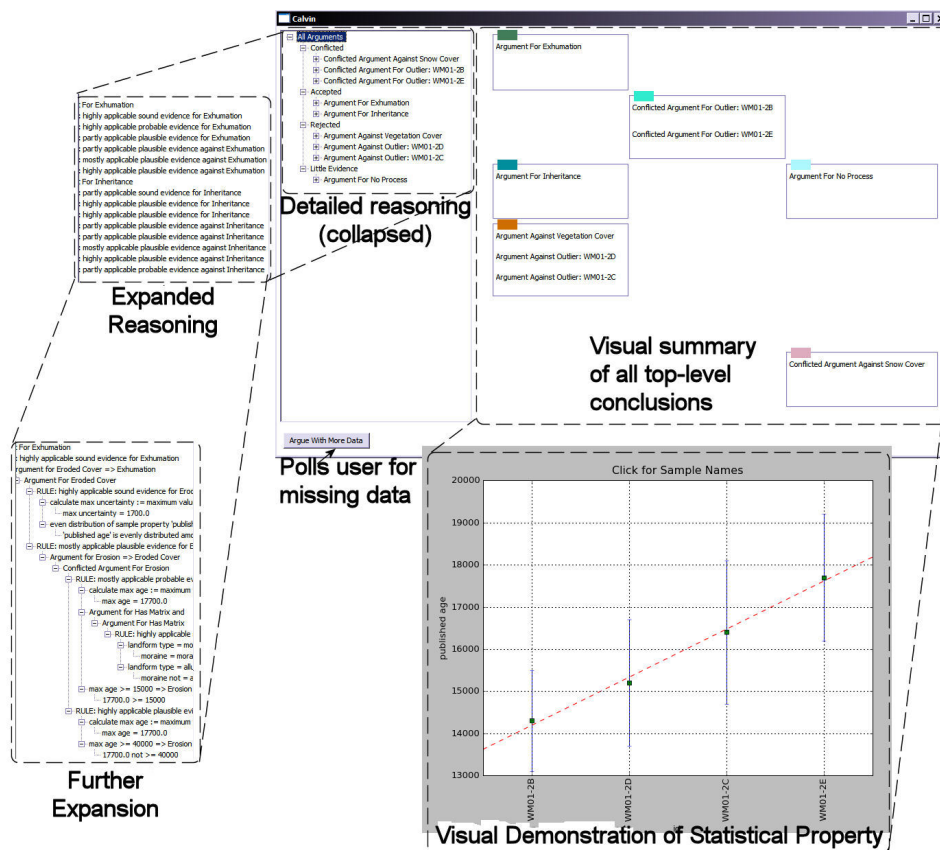 Calvin
All Arguments
Conflicted
Conflicted Argument Against Snow Cover
Conflicted Argument For Outlier: WM01-2B
Conflicted Argument For Outlier: WM01-2E
Accepted
Argument For Exhumation
Argument For Inheritance
Rejected
Argument Against Vegetation Cover
Argument Against Outlier: WM01-2D
Argument Against Outlier: WM01-2C
Little Evidence
Argument For No Process
Detailed reasoning
(collapsed)
Argument For Exhumation
Conflicted Argument For Outlier: WM01-2B
Conflicted Argument For Outlier: WM01-2E
Argument For Inheritance
Argument For No Process
Argument Against Vegetation Cover
Argument Against Outlier: WM01-2D
Argument Against Outlier: WM01-2C
Conflicted Argument Against Snow Cover
Visual summary
of all top-level
conclusions
: For Exhumation
: highly applicable sound evidence for Exhumation
: highly applicable probable evidence for Exhumation
: partly applicable plausible evidence for Exhumation
: partly applicable plausible evidence against Exhumation
: mostly applicable plausible evidence against Exhumation
: highly applicable plausible evidence against Exhumation
: For Inheritance
: partly applicable sound evidence for Inheritance
: highly applicable plausible evidence for Inheritance
: highly applicable plausible evidence for Inheritance
: partly applicable plausible evidence against Inheritance
: partly applicable plausible evidence against Inheritance
: mostly applicable plausible evidence against Inheritance
: highly applicable plausible evidence against Inheritance
: partly applicable probable evidence against Inheritance
Expanded
Reasoning
Argue With More Data
Polls user for
missing data
: For Exhumation
: highly applicable sound evidence for Exhumation
rgument for Eroded Cover => Exhumation
Argument For Eroded Cover
RULE: highly applicable sound evidence for Eroc
calculate max uncertainty := maximum valu
max uncertainty = 1700.0
even distribution of sample property 'publish
'published age' is evenly distributed amc
RULE: mostly applicable plausible evidence for E
Argument for Erosion => Eroded Cover
Conflicted Argument For Erosion
RULE: mostly applicable probable ev
calculate max age := maximum
max age = 17700.0
Argument for Has Matrix and
Argument For Has Matrix
RULE: highly applicable
landform type = mo
moraine = mora
landform type = allu
moraine not = a
max age >= 15000 => Erosion
17700.0 >= 15000
RULE: highly applicable plausible evi
calculate max age := maximum
max age = 17700.0
max age >= 40000 => Erosion
17700.0 not >= 40000
Further
Expansion
Click for Sample Names
20000
19000
18000
17000
16000
15000
14000
13000
published age
WM01-2B
WM01-2D
WM01-2C
WM01-2E
Visual Demonstration of Statistical Property